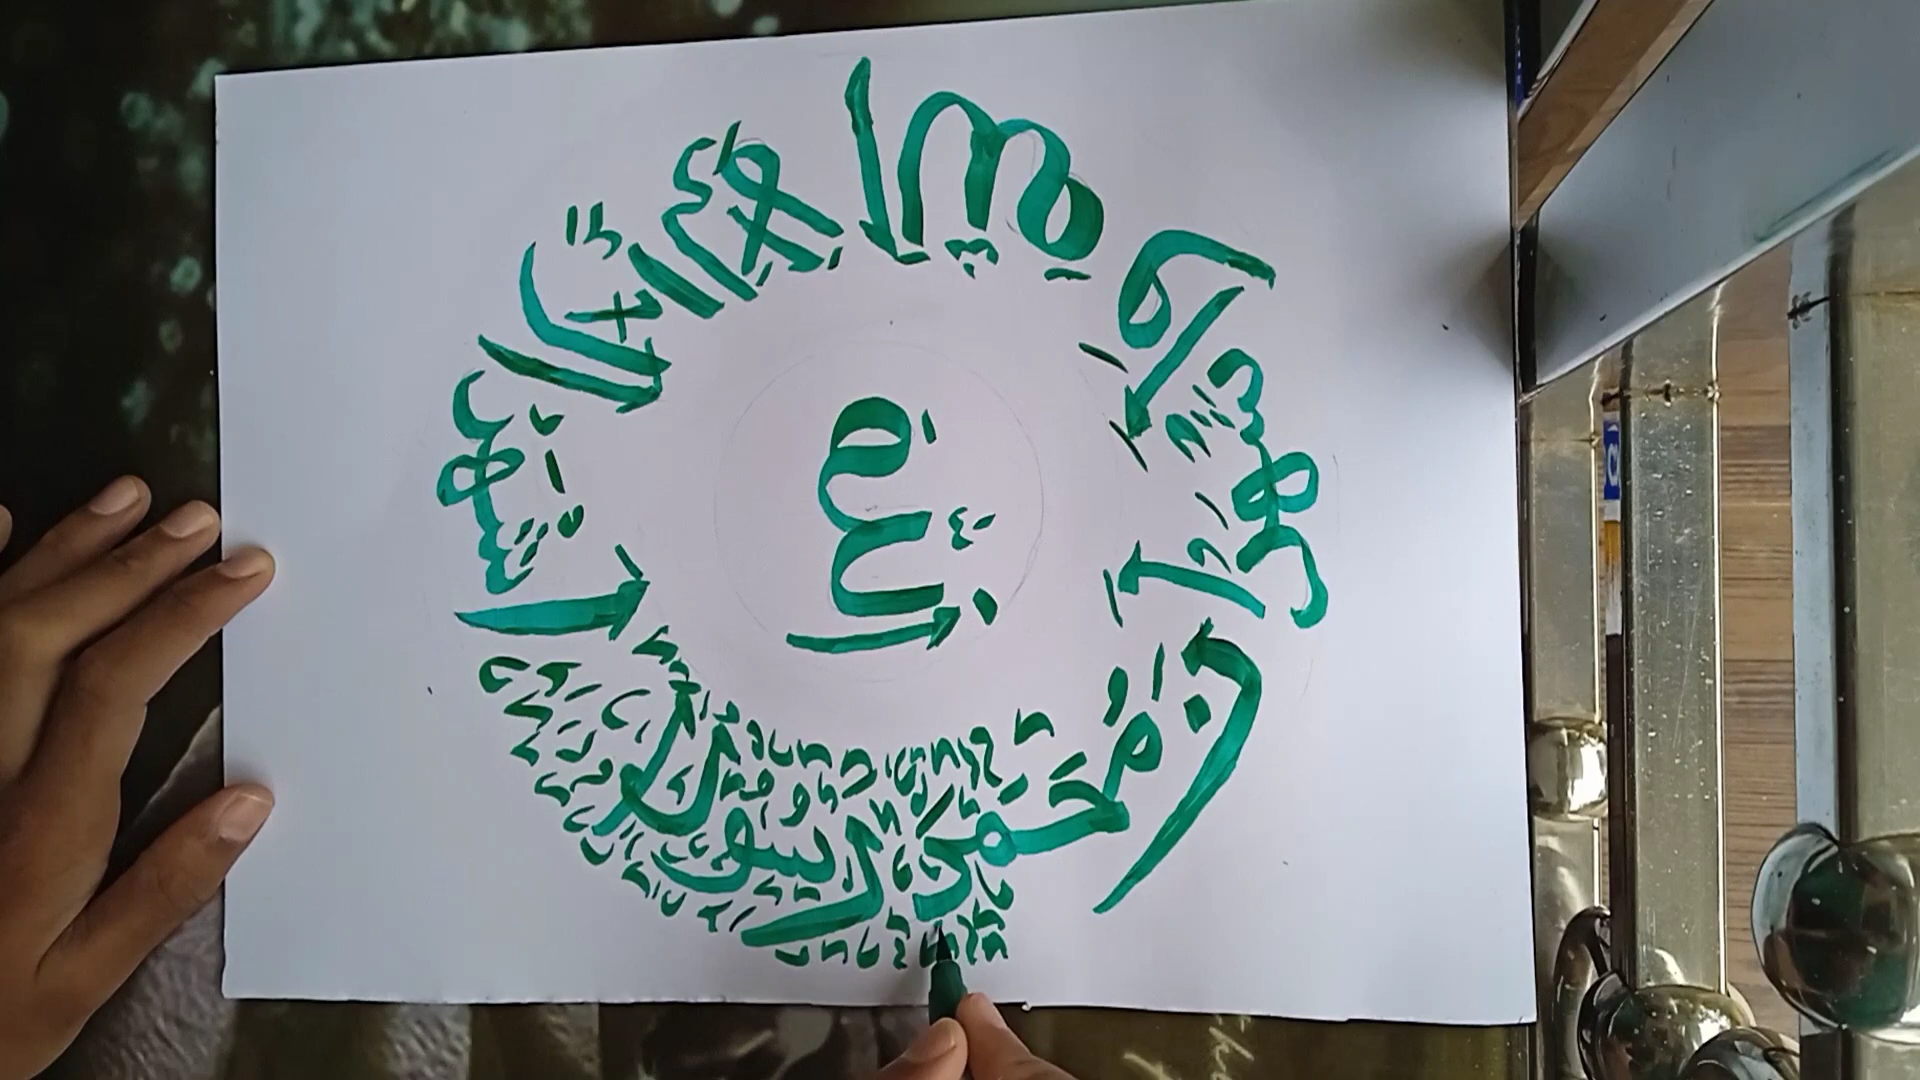 اشهد ان لا اله الا الله واشهد ان محمد رسول
الله